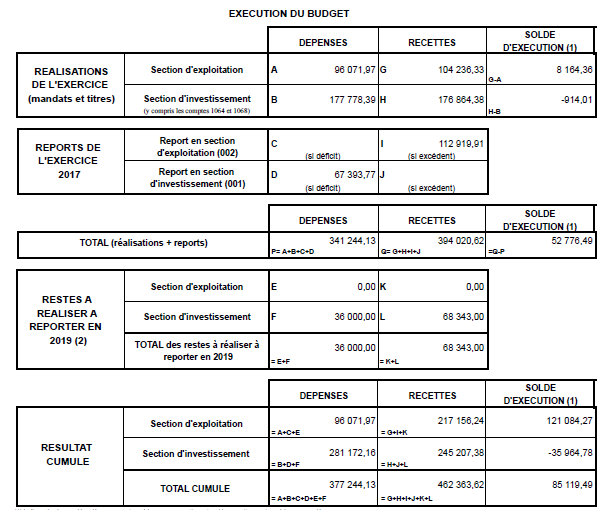 EXECUTION DU BUDGET
DEPENSES RECETTES SOLDE D'EXECUTION (1)
REALISATIONS DE L'EXERCICE (mandats et titres)
Section d'exploitation A 96 071,97 G 104 236,33 8 164,36
G-A
Section d'investissement B 177 778,39 H 176 864,38 -914,01
(y compris les comptes 1064 et 1068) H-B
REPORTS DE L'EXERCICE 2017
Report en section d'exploitation (002) C I 112 919,91
(si déficit) (si excédent)
Report en section d'investissement (001) D 67 393,77 J
(si déficit) (si excédent)
DEPENSES RECETTES SOLDE D'EXECUTION (1)
TOTAL (réalisations + reports) 341 244,13 394 020,62 52 776,49
P= A+B+C+D Q= G+H+I+J =Q-P
RESTES A REALISER A REPORTER EN 2019 (2)
Section d'exploitation E 0,00 K 0,00
Section d'investissement F 36 000,00 L 68 343,00
TOTAL des restes à réaliser à reporter en 2019 36 000,00 68 343,00
= E+F = K+L
DEPENSES RECETTES SOLDE D'EXECUTION (1)
RESULTAT CUMULE
Section d'exploitation 96 071,97 217 156,24 121 084,27
= A+C+E = G+I+K
Section d'investissement 281 172,16 245 207,38 -35 964,78
= B+D+F = H+J+L
TOTAL CUMULE 377 244,13 462 363,62 85 119,49
= A+B+C+D+E+F = G+H+I+J+K+L